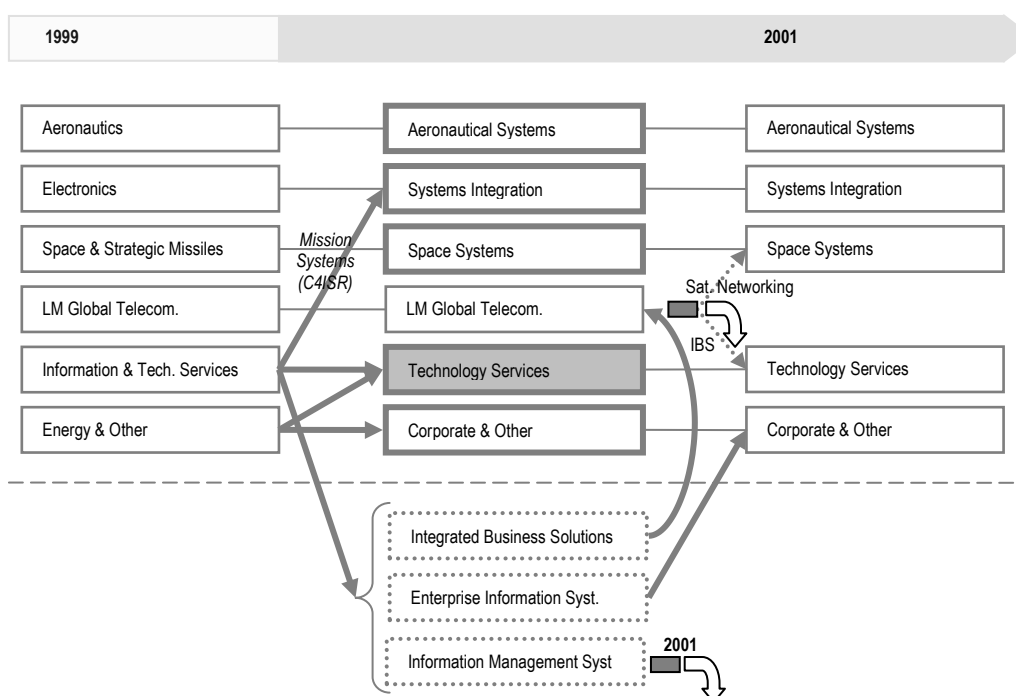 1999
2001
Aeronautics
Aeronautical Systems
Aeronautical Systems
Electronics
Systems Integration
Systems Integration
Space & Strategic Missiles
Mission
Systems
(C4ISR)
Space Systems
Space Systems
LM Global Telecom.
LM Global Telecom.
Sat. Networking
IBS
Information & Tech. Services
Technology Services
Technology Services
Energy & Other
Corporate & Other
Corporate & Other
Integrated Business Solutions
Enterprise Information Syst.
Information Management Syst
2001